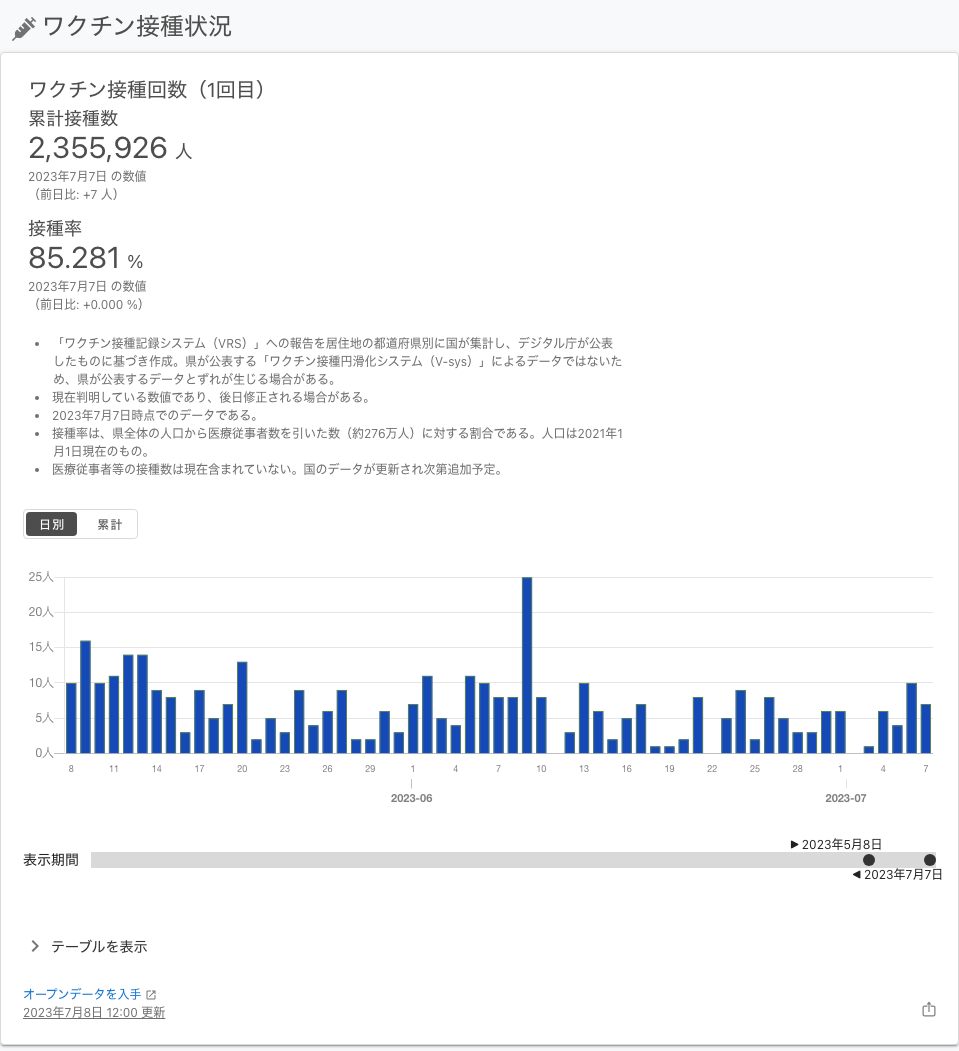 ワクチン接種状況
ワクチン接種回数（1回目）
累計接種数
2,355,926 人
2023年7月7日 の数値
（前日比: +7 人）
接種率
85.281 %
2023年7月7日 の数値
（前日比: +0.000 %）
• 「ワクチン接種記録システム（VRS）」への報告を居住地の都道府県別に国が集計し、デジタル庁が公表
したものに基づき作成。県が公表する「ワクチン接種円滑化システム（V-sys）」によるデータではないた
め、県が公表するデータとずれが生じる場合がある。
• 現在判明している数値であり、後日修正される場合がある。
• 2023年7月7日時点でのデータである。
• 接種率は、県全体の人口から医療従事者数を引いた数（約276万人）に対する割合である。人口は2021年1
月1日現在のもの。
• 医療従事者等の接種数は現在含まれていない。国のデータが更新され次第追加予定。
日別 累計
25人
20人
15人
10人
5人
0人
8 11 14 17 20 23 26 29 1 4 7 10 13 16 19 22 25 28 1 4 7
2023-06 2023-07
▶ 2023年5月8日
表示期間
◀ 2023年7月7日
テーブルを表示
オープンデータを入手
2023年7月8日 12:00 更新